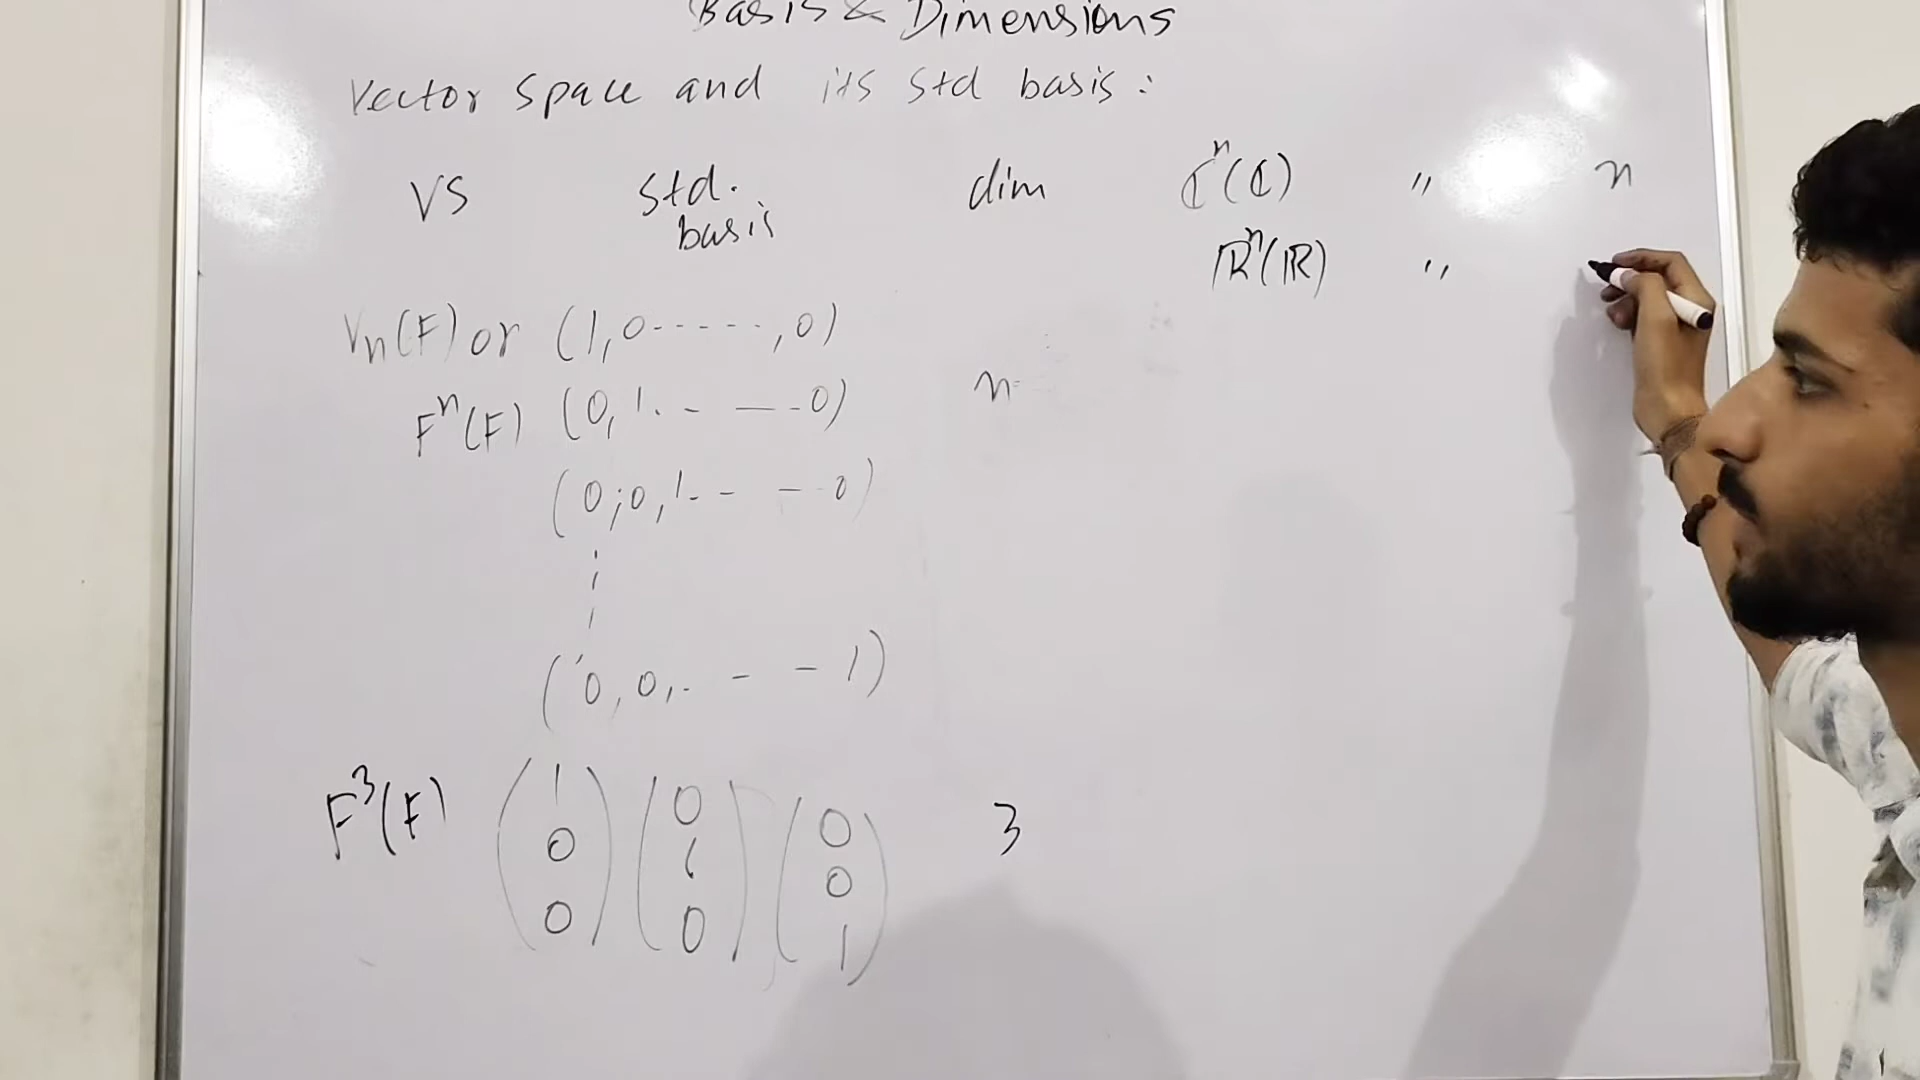 Basis & Dimensions
Vector space and its std basis:
VS std. basis dim
Vn(F) or (1,0-----,0)
Fⁿ(F) (0,1.- —-0) n
(0,0,1-- --0)
(0,0,.- - -1)
F³(F) (1 0 0) (0 1 0) (0 0 1) 3
ℂⁿ(ℂ) " n
ℝⁿ(ℝ) "